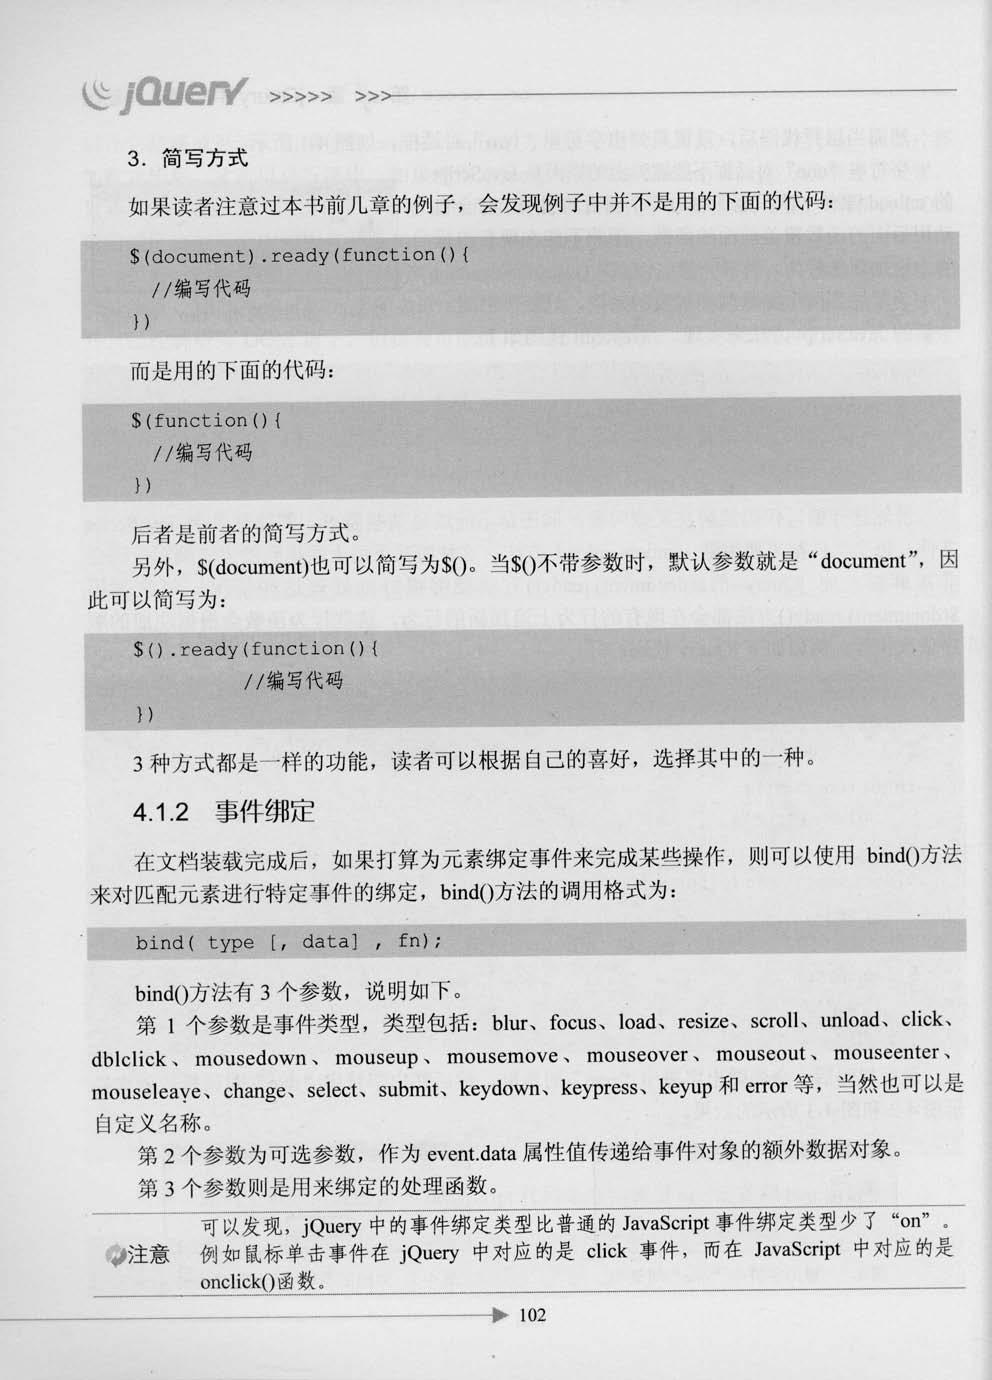 jQuery >>>>> >>>
3．简写方式
如果读者注意过本书前几章的例子，会发现例子中并不是用的下面的代码：
$(document).ready(function(){
//编写代码
})
而是用的下面的代码：
$(function(){
//编写代码
})
后者是前者的简写方式。
另外，$(document)也可以简写为$()。当$()不带参数时，默认参数就是“document”，因
此可以简写为：
$().ready(function(){
//编写代码
})
3 种方式都是一样的功能，读者可以根据自己的喜好，选择其中的一种。
4.1.2 事件绑定
在文档装载完成后，如果打算为元素绑定事件来完成某些操作，则可以使用 bind()方法
来对匹配元素进行特定事件的绑定，bind()方法的调用格式为：
bind( type [, data] , fn);
bind()方法有 3 个参数，说明如下。
第 1 个参数是事件类型，类型包括：blur、focus、load、resize、scroll、unload、click、
dblclick、mousedown、mouseup、mousemove、mouseover、mouseout、mouseenter、
mouseleave、change、select、submit、keydown、keypress、keyup 和 error 等，当然也可以是
自定义名称。
第 2 个参数为可选参数，作为 event.data 属性值传递给事件对象的额外数据对象。
第 3 个参数则是用来绑定的处理函数。
可以发现，jQuery 中的事件绑定类型比普通的 JavaScript 事件绑定类型少了“on”。
注意 例如鼠标单击事件在 jQuery 中对应的是 click 事件，而在 JavaScript 中对应的是
onclick()函数。
102